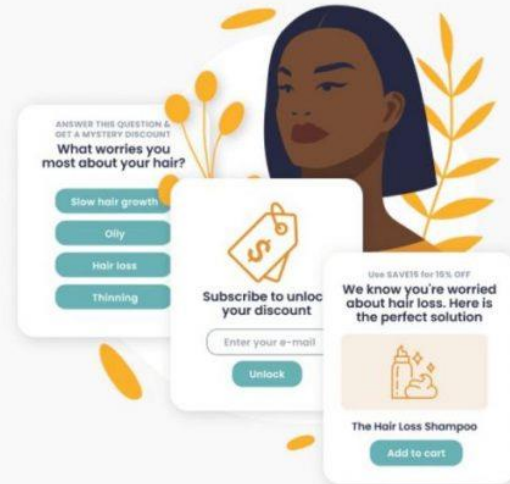 ANSWER THIS QUESTION &
GET A MYSTERY DISCOUNT
What worries you
most about your hair?
Slow hair growth
Oily
Hair loss
Thinning
$
Subscribe to unloc
your discount
Enter your e-mail
Unlock
Use SAVE15 for 15% OFF
We know you're worried
about hair loss. Here is
the perfect solution
The Hair Loss Shampoo
Add to cart